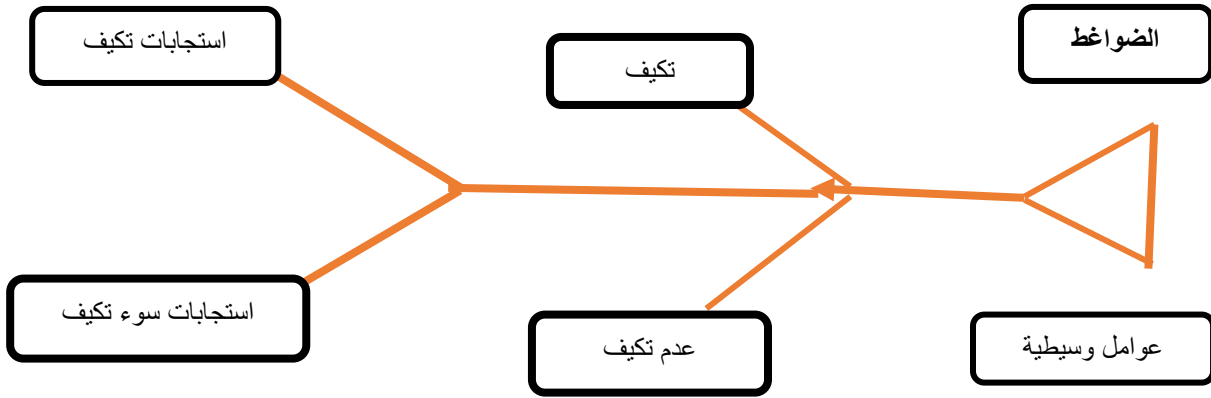 الضواغط
تكيف
استجابات تكيف
عوامل وسيطية
عدم تكيف
استجابات سوء تكيف